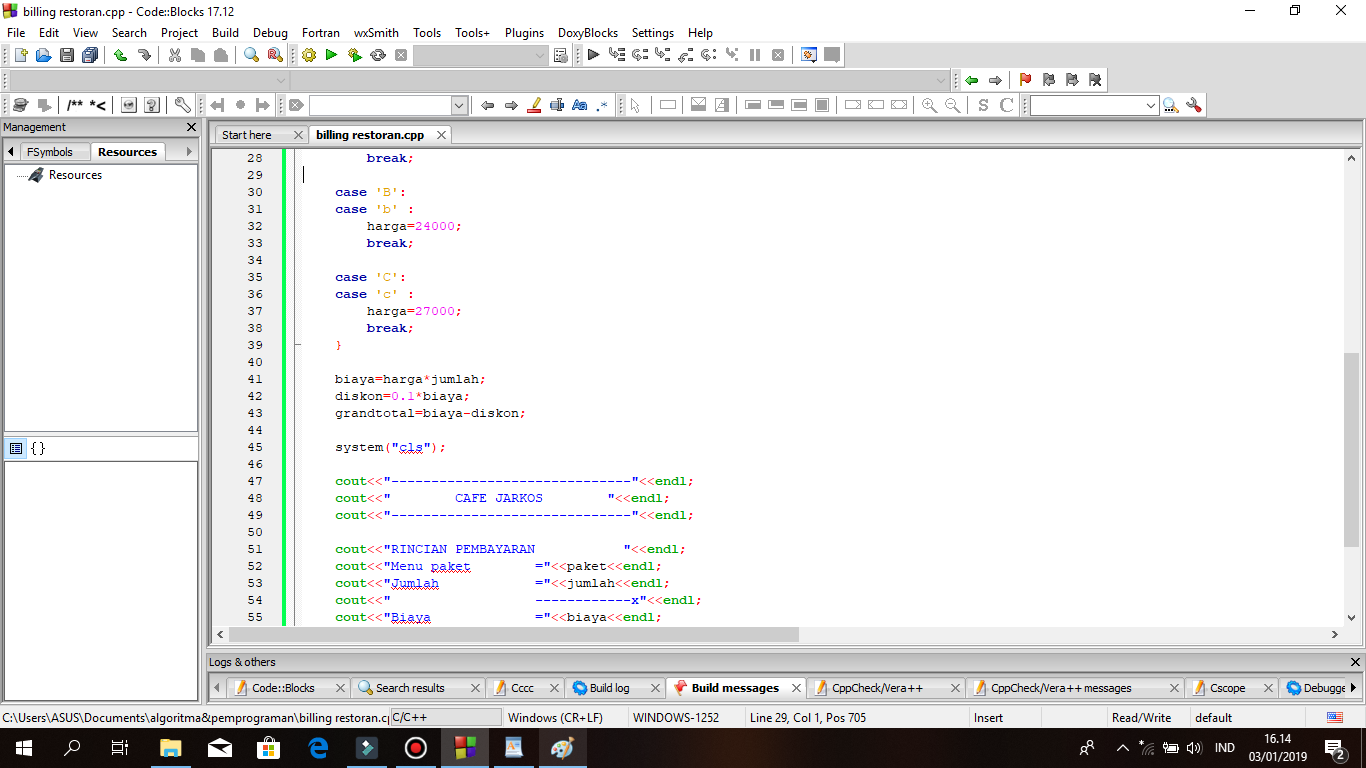 billing restoran.cpp - Code::Blocks 17.12
File Edit View Search Project Build Debug Fortran wxSmith Tools Tools+ Plugins DoxyBlocks Settings Help
/** *<
Aa .*
S C
Management
FSymbols Resources
Resources
{}
Start here billing restoran.cpp
28 break;
29
30 case 'B':
31 case 'b' :
32 harga=24000;
33 break;
34
35 case 'C':
36 case 'c' :
37 harga=27000;
38 break;
39 }
40
41 biaya=harga*jumlah;
42 diskon=0.1*biaya;
43 grandtotal=biaya-diskon;
44
45 system("cls");
46
47 cout<<"------------------------------"<<endl;
48 cout<<"        CAFE JARKOS        "<<endl;
49 cout<<"------------------------------"<<endl;
50
51 cout<<"RINCIAN PEMBAYARAN           "<<endl;
52 cout<<"Menu paket        ="<<paket<<endl;
53 cout<<"Jumlah            ="<<jumlah<<endl;
54 cout<<"                  ------------x"<<endl;
55 cout<<"Biaya             ="<<biaya<<endl;
Logs & others
Code::Blocks Search results Cccc Build log Build messages CppCheck/Vera++ CppCheck/Vera++ messages Cscope Debugge
C:\Users\ASUS\Documents\algoritma&pemprograman\billing restoran.cp C/C++ Windows (CR+LF) WINDOWS-1252 Line 29, Col 1, Pos 705 Insert Read/Write default
IND
16.14
03/01/2019
2